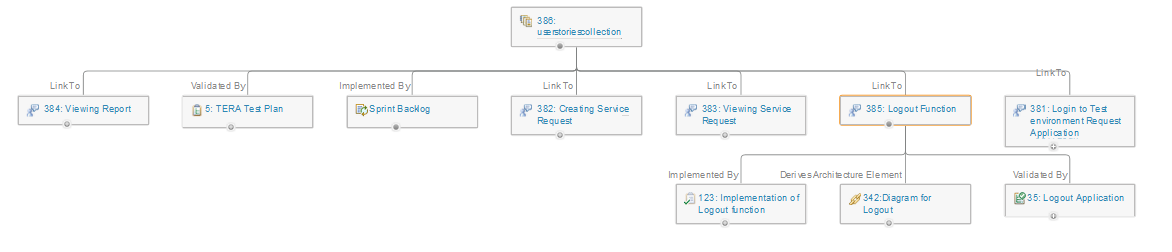 386:
userstoriescollection
LinkTo
Validated By
Implemented By
LinkTo
LinkTo
LinkTo
LinkTo
384: Viewing Report
5: TERA Test Plan
Sprint Backlog
382: Creating Service
Request
383: Viewing Service
Request
385: Logout Function
381: Login to Test
environment Request
Application
Implemented By
DerivesArchitecture Element
Validated By
123: Implementation of
Logout function
342:Diagram for
Logout
35: Logout Application